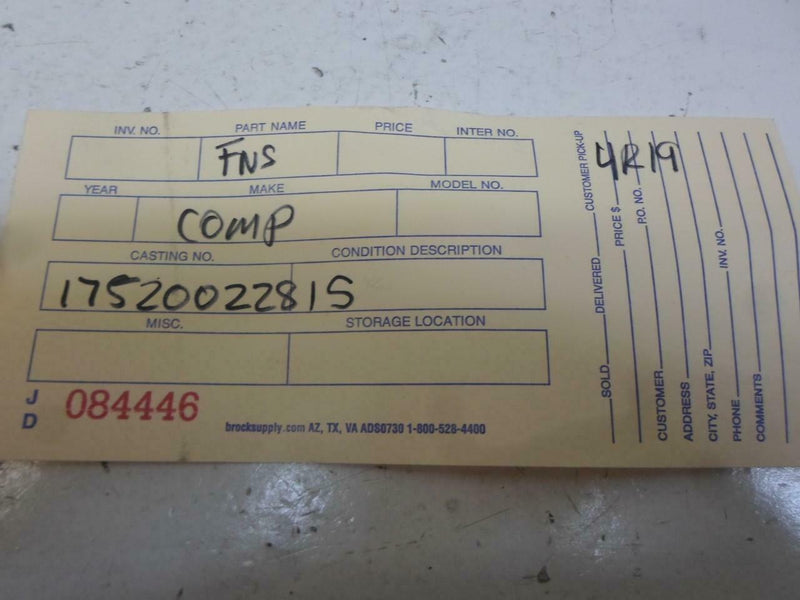 INV. NO. PART NAME PRICE INTER NO.
FNS
YEAR MAKE MODEL NO.
COMP
CASTING NO. CONDITION DESCRIPTION
1752002281S
MISC. STORAGE LOCATION
J D 084446
brocksupply.com AZ, TX, VA ADS0730 1-800-528-4400
SOLD DELIVERED CUSTOMER PICK-UP
PRICE $
P.O. NO.
4R19
CUSTOMER
ADDRESS
CITY, STATE, ZIP
PHONE INV. NO.
COMMENTS